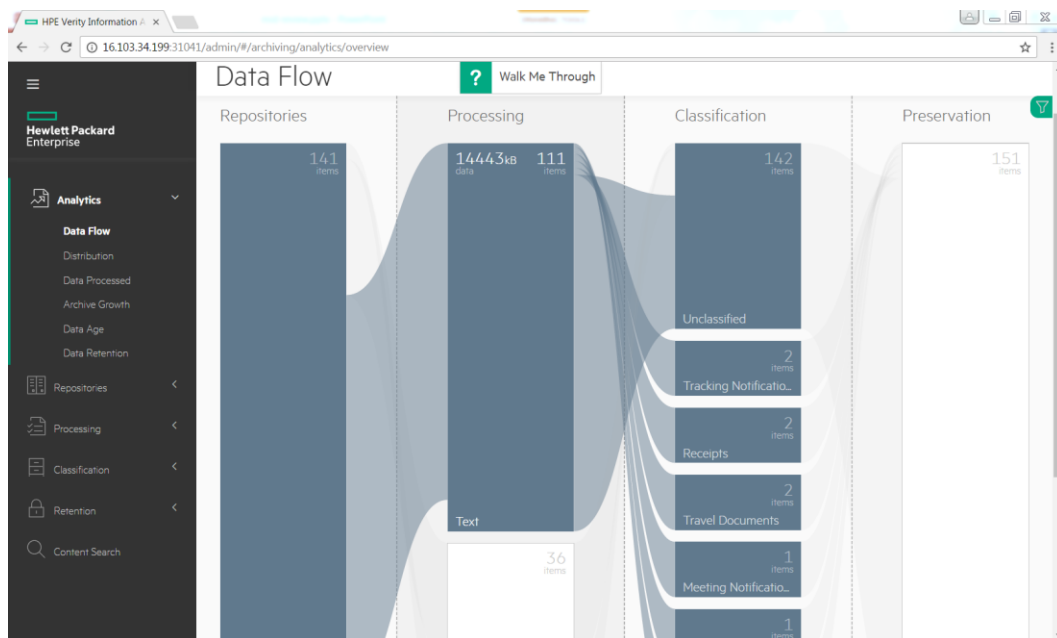 HPE Verity Information A
16.103.34.199:31041/admin/#/archiving/analytics/overview
Hewlett Packard
Enterprise
Analytics
Data Flow
Distribution
Data Processed
Archive Growth
Data Age
Data Retention
Repositories
Processing
Classification
Retention
Content Search
Data Flow
? Walk Me Through
Repositories
Processing
Classification
Preservation
141
items
14443kB
data
111
items
Text
36
items
142
items
Unclassified
2
items
Tracking Notificatio...
2
items
Receipts
2
items
Travel Documents
1
items
Meeting Notificatio...
1
items
151
items